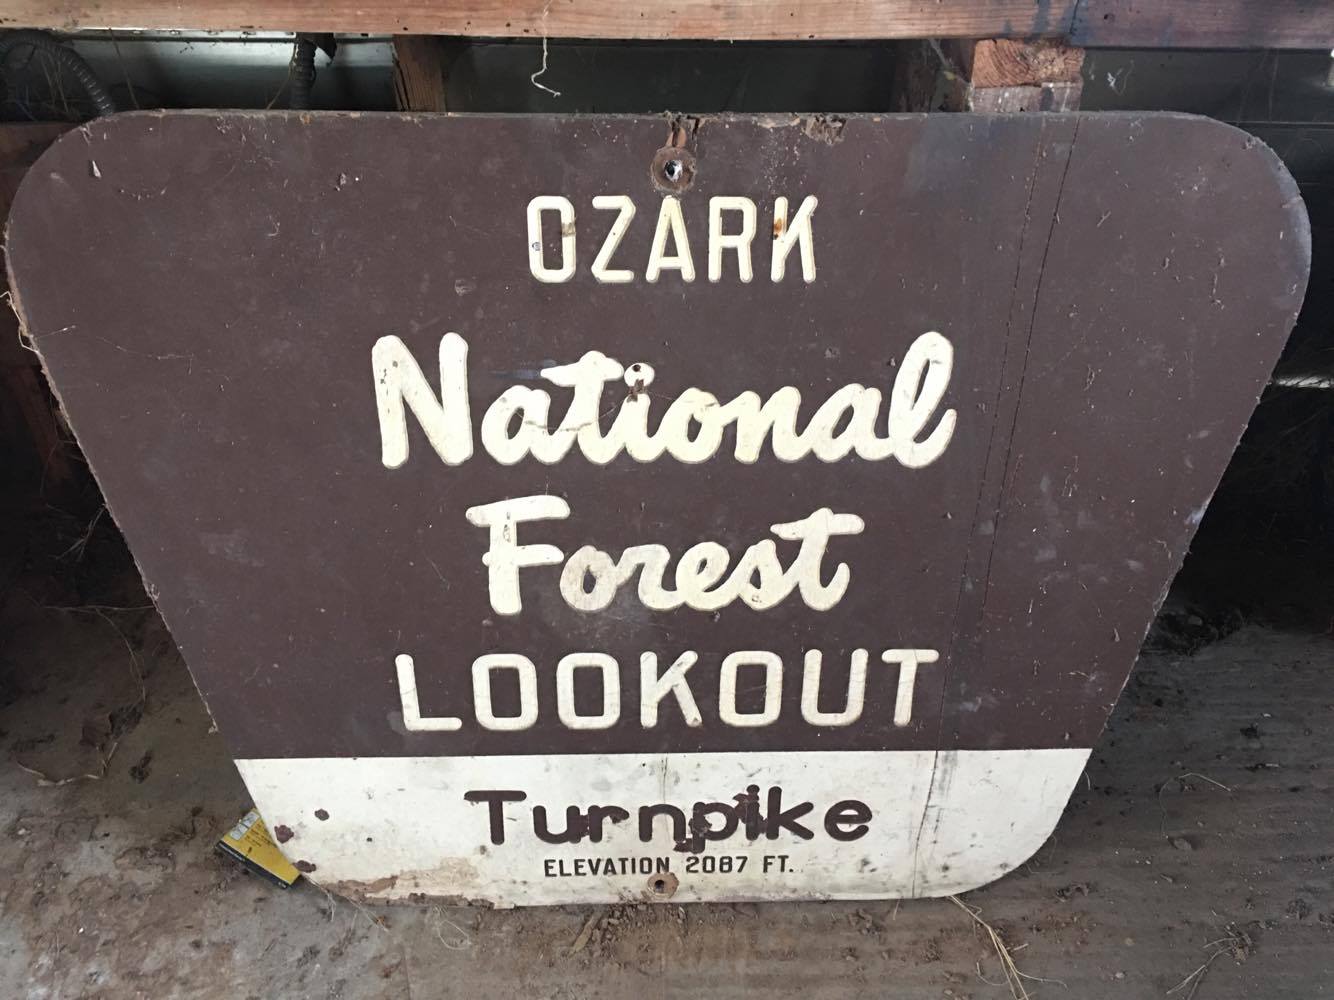 OZARK
National
Forest
LOOKOUT
Turnpike
ELEVATION 2087 FT.